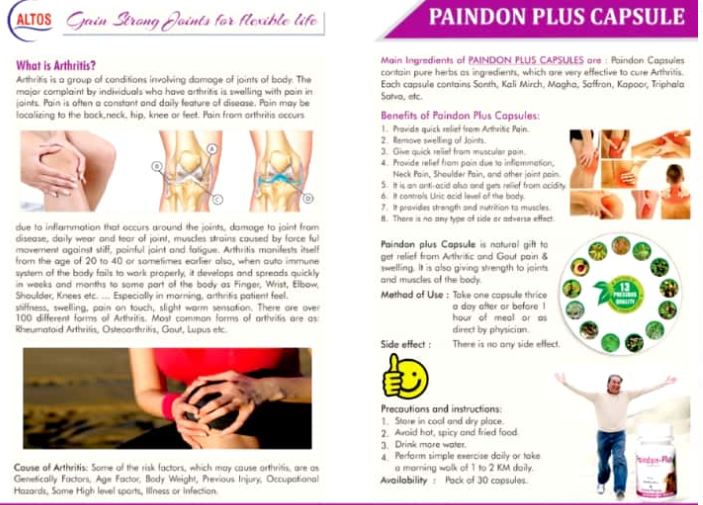 ALTOS
Gain Strong Joints for flexible life
What is Arthritis?
Arthritis is a group of conditions involving damage of joints of body. The
major complaint by individuals who have arthritis is swelling with pain in
joints. Pain is often a constant and daily feature of disease. Pain may be
localizing to the back,neck, hip, knee or feet. Pain from arthritis occurs
A
B
C
D
due to inflammation that occurs around the joints, damage to joint from
disease, daily wear and tear of joint, muscles strains caused by force ful
movement against stiff, painful joint and fatigue. Arthritis manifests itself
from the age of 20 to 40 or sometimes earlier also, when auto immune
system of the body fails to work properly, it develops and spreads quickly
in weeks and months to some part of the body as Finger, Wrist, Elbow,
Shoulder, Knees etc. ... Especially in morning, arthritis patient feel.
stiffness, swelling, pain on touch, slight warm sensation. There are over
100 different forms of Arthritis. Most common forms of arthritis are as:
Rheumatoid Arthritis, Osteoarthritis, Gout, Lupus etc.
Cause of Arthritis: Some of the risk factors, which may cause arthritis, are as
Genetically Factors, Age Factor, Body Weight, Previous Injury, Occupational
Hazards, Some High level sports, Illness or Infection.
PAINDON PLUS CAPSULE
Main Ingredients of PAINDON PLUS CAPSULES are : Paindon Capsules
contain pure herbs as ingredients, which are very effective to cure Arthritis.
Each capsule contains Sonth, Kali Mirch, Magha, Saffron, Kapoor, Triphala
Satva, etc.
Benefits of Paindon Plus Capsules:
1. Provide quick relief from Arthritic Pain.
2. Remove swelling of Joints.
3. Give quick relief from muscular pain.
4. Provide relief from pain due to inflammation,
Neck Pain, Shoulder Pain, and other joint pain.
5. It is an anti-acid also and gets relief from acidity.
6. It controls Uric acid level of the body.
7. It provides strength and nutrition to muscles.
8. There is no any type of side or adverse effect.
Paindon plus Capsule is natural gift to
get relief from Arthritic and Gout pain &
swelling. It is also giving strength to joints
and muscles of the body.
Method of Use : Take one capsule thrice
a day after or before 1
hour of meal or as
direct by physician.
13
PRECIOUS
QUALITY
Side effect : There is no any side effect.
Precautions and instructions:
1. Store in cool and dry place.
2. Avoid hot, spicy and fried food.
3. Drink more water.
4. Perform simple exercise daily or take
a morning walk of 1 to 2 KM daily.
Availability : Pack of 30 capsules.
Paindon-Plus